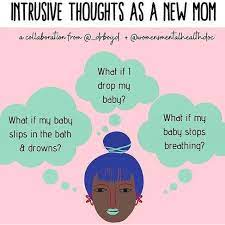 INTRUSIVE THOUGHTS AS A NEW MOM
a collaboration from @_drboyd + @womensmentalhealthdoc
What if I
drop my
baby?
What if my baby
slips in the bath
& drowns?
What if my
baby stops
breathing?